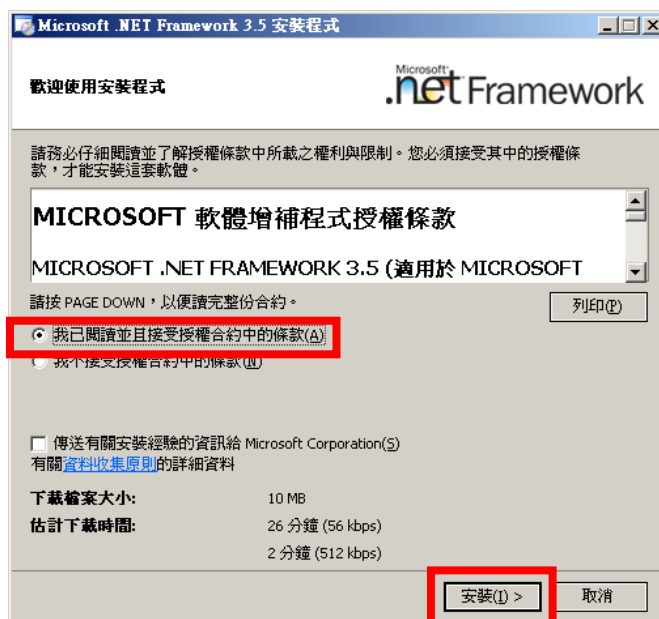 Microsoft .NET Framework 3.5 安裝程式
歡迎使用安裝程式
Microsoft
.net Framework
請務必仔細閱讀並了解授權條款中所載之權利與限制。您必須接受其中的授權條
款，才能安裝這套軟體。
MICROSOFT 軟體增補程式授權條款
MICROSOFT .NET FRAMEWORK 3.5 (適用於 MICROSOFT
請按 PAGE DOWN，以便讀完整份合約。
列印(P)
我已閱讀並且接受授權合約中的條款(A)
我不接受授權合約中的條款(N)
傳送有關安裝經驗的資訊給 Microsoft Corporation(S)
有關資料收集原則的詳細資料
下載檔案大小: 10 MB
估計下載時間: 26 分鐘 (56 kbps)
2 分鐘 (512 kbps)
安裝(I) > 取消